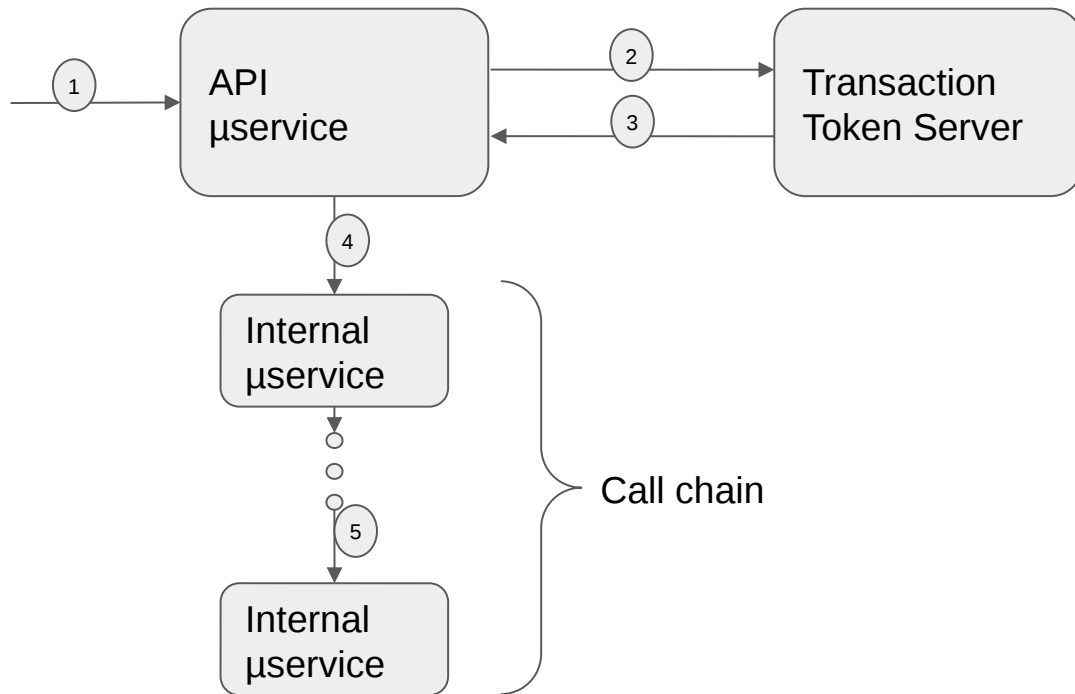 1
API
µservice
2
3
Transaction
Token Server
4
Internal
µservice
Call chain
5
Internal
µservice